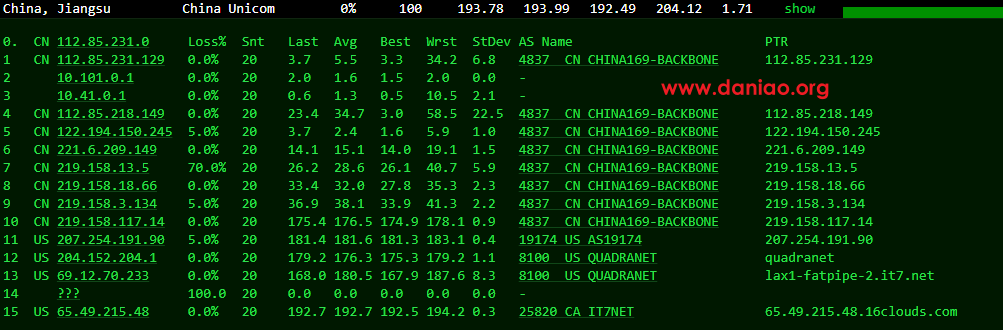 China, Jiangsu China Unicom 0% 100 193.78 193.99 192.49 204.12 1.71 show
0. CN 112.85.231.0 Loss% Snt Last Avg Best Wrst StDev AS Name PTR
1 CN 112.85.231.129 0.0% 20 3.7 5.5 3.3 34.2 6.8 4837 CN CHINA169-BACKBONE 112.85.231.129
2 10.101.0.1 0.0% 20 2.0 1.6 1.5 2.0 0.0 -
3 10.41.0.1 0.0% 20 0.6 1.3 0.5 10.5 2.1 -
www.daniao.org
4 CN 112.85.218.149 0.0% 20 23.4 34.7 3.0 58.5 22.5 4837 CN CHINA169-BACKBONE 112.85.218.149
5 CN 122.194.150.245 5.0% 20 3.7 2.4 1.6 5.9 1.0 4837 CN CHINA169-BACKBONE 122.194.150.245
6 CN 221.6.209.149 0.0% 20 14.1 15.1 14.0 19.1 1.5 4837 CN CHINA169-BACKBONE 221.6.209.149
7 CN 219.158.13.5 70.0% 20 26.2 28.6 26.1 40.7 5.9 4837 CN CHINA169-BACKBONE 219.158.13.5
8 CN 219.158.18.66 0.0% 20 33.4 32.0 27.8 35.3 2.3 4837 CN CHINA169-BACKBONE 219.158.18.66
9 CN 219.158.3.134 5.0% 20 36.9 38.1 33.9 41.3 2.2 4837 CN CHINA169-BACKBONE 219.158.3.134
10 CN 219.158.117.14 0.0% 20 175.4 176.5 174.9 178.1 0.9 4837 CN CHINA169-BACKBONE 219.158.117.14
11 US 207.254.191.90 5.0% 20 181.4 181.6 181.3 183.1 0.4 19174 US AS19174 207.254.191.90
12 US 204.152.204.1 0.0% 20 179.2 176.3 175.3 179.2 1.1 8100 US QUADRANET quadranet
13 US 69.12.70.233 0.0% 20 168.0 180.5 167.9 187.6 8.3 8100 US QUADRANET lax1-fatpipe-2.it7.net
14 ??? 100.0 20 0.0 0.0 0.0 0.0 0.0 -
15 US 65.49.215.48 0.0% 20 192.7 192.7 192.5 194.2 0.3 25820 CA IT7NET 65.49.215.48.16clouds.com